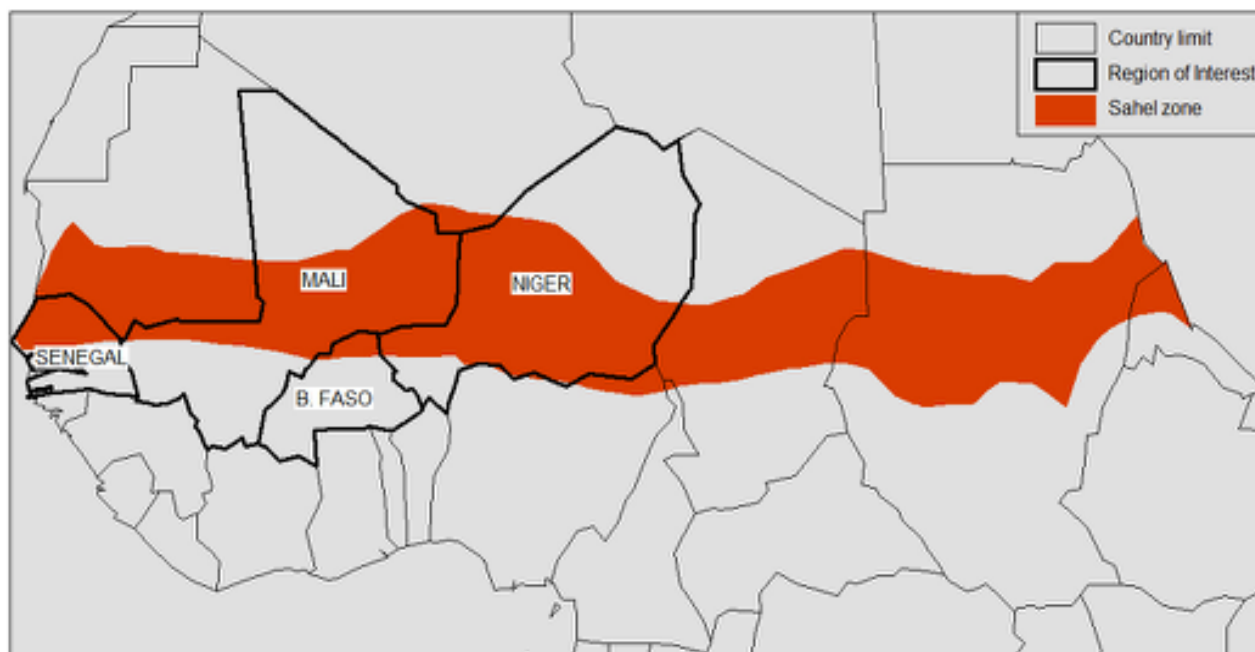 Country limit
Region of Interest
Sahel zone
MALI
NIGER
SENEGAL
B. FASO